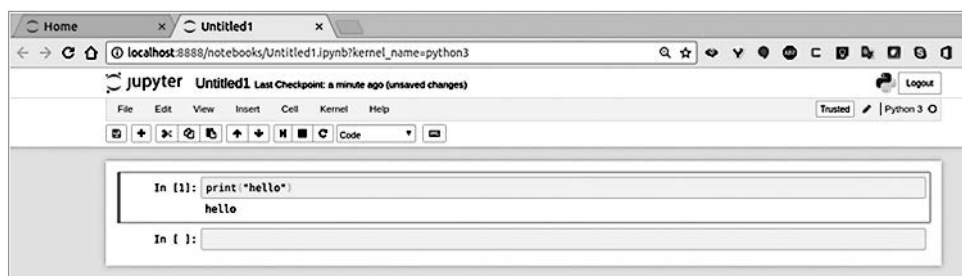 Home
Untitled1
localhost:8888/notebooks/Untitled1.ipynb?kernel_name=python3
jupyter Untitled1 Last Checkpoint: a minute ago (unsaved changes)
Logout
File Edit View Insert Cell Kernel Help
Trusted
Python 3
Code
In [1]: print("hello")
hello
In [ ]: